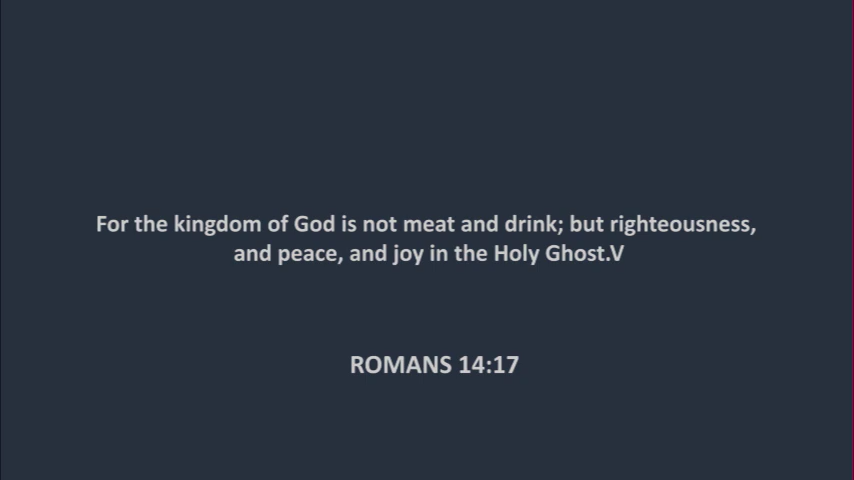 For the kingdom of God is not meat and drink; but righteousness,
and peace, and joy in the Holy Ghost.V
ROMANS 14:17